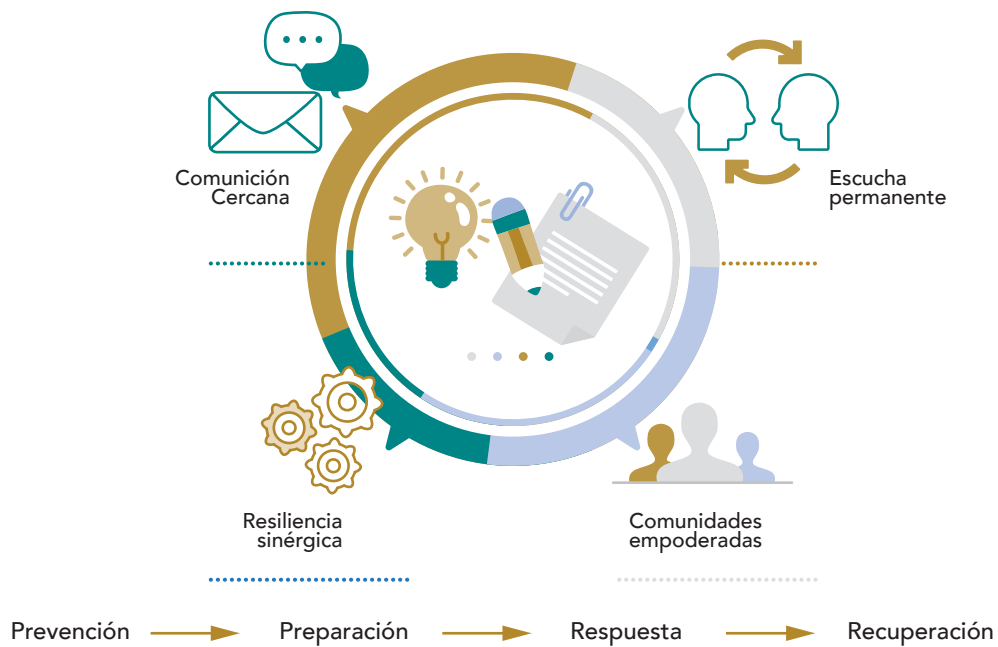 Comunición
Cercana
Escucha
permanente
Resiliencia
sinérgica
Comunidades
empoderadas
Prevención
Preparación
Respuesta
Recuperación